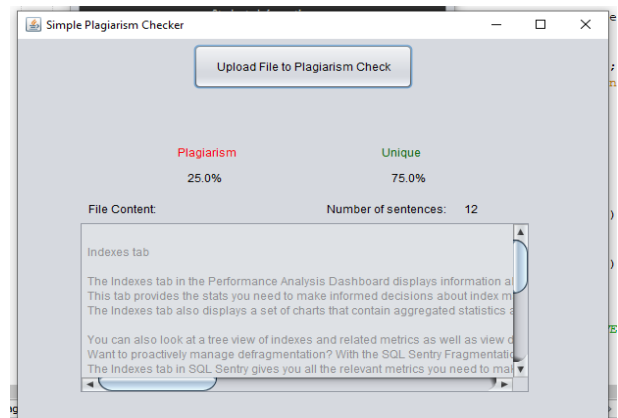 Simple Plagiarism Checker
Upload File to Plagiarism Check
Plagiarism Unique
25.0% 75.0%
File Content: Number of sentences: 12
Indexes tab
The Indexes tab in the Performance Analysis Dashboard displays information
This tab provides the stats you need to make informed decisions about index
The Indexes tab also displays a set of charts that contain aggregated statistics
You can also look at a tree view of indexes and related metrics as well as view
Want to proactively manage defragmentation? With the SQL Sentry
The Indexes tab in SQL Sentry gives you all the relevant metrics you need to